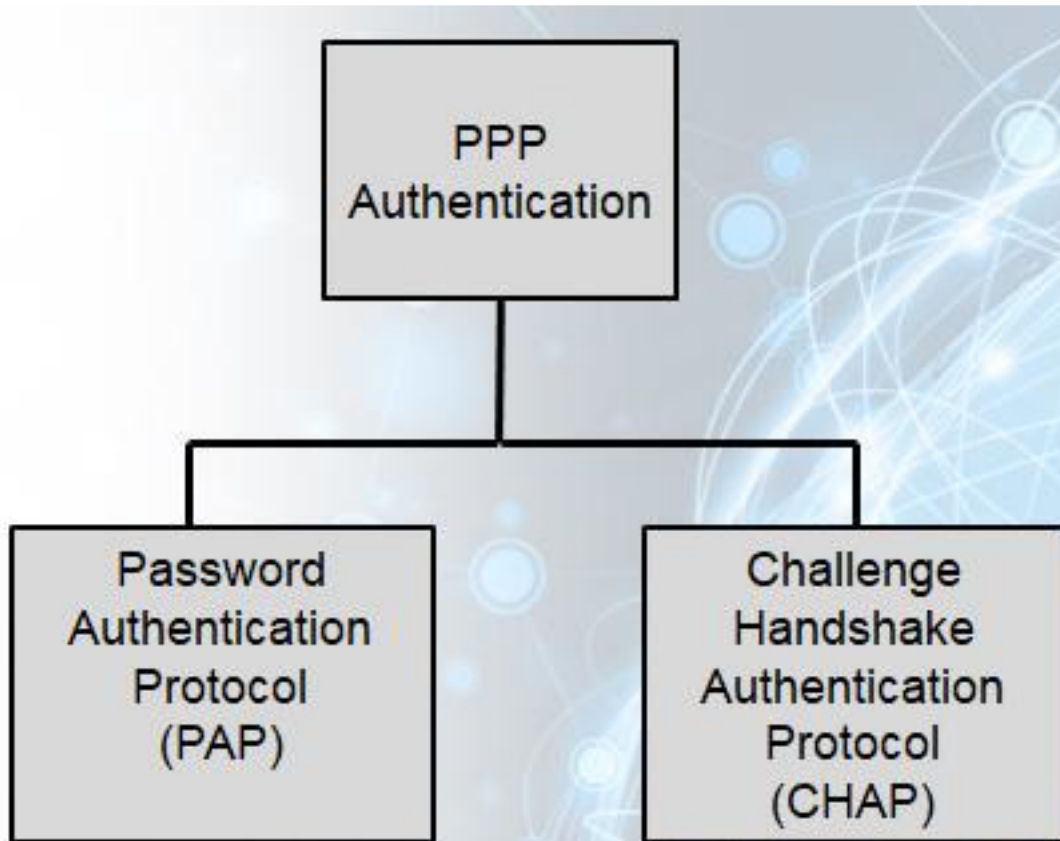 PPP
Authentication
Password
Authentication
Protocol
(PAP)
Challenge
Handshake
Authentication
Protocol
(CHAP)